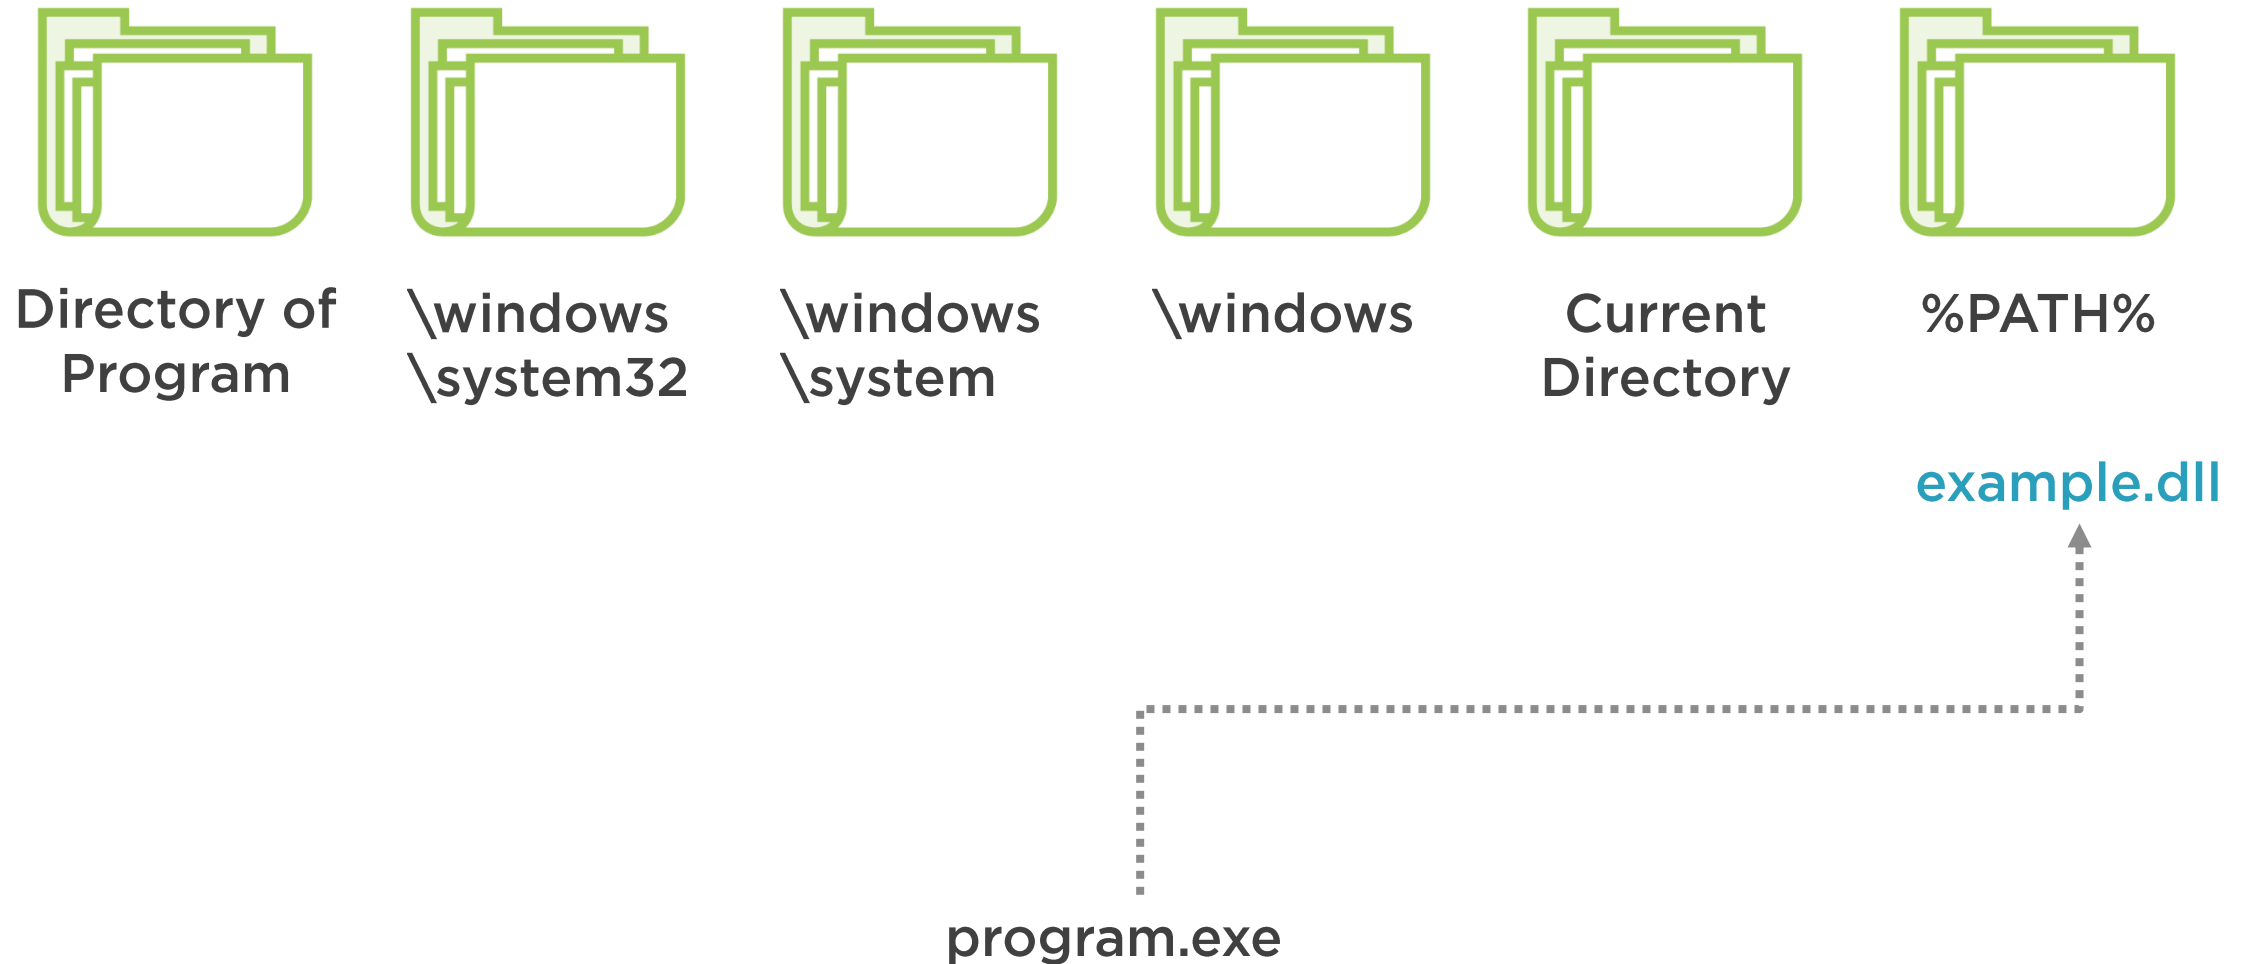 Directory of
Program
\windows
\system32
\windows
\system
\windows
Current
Directory
%PATH%
example.dll
program.exe